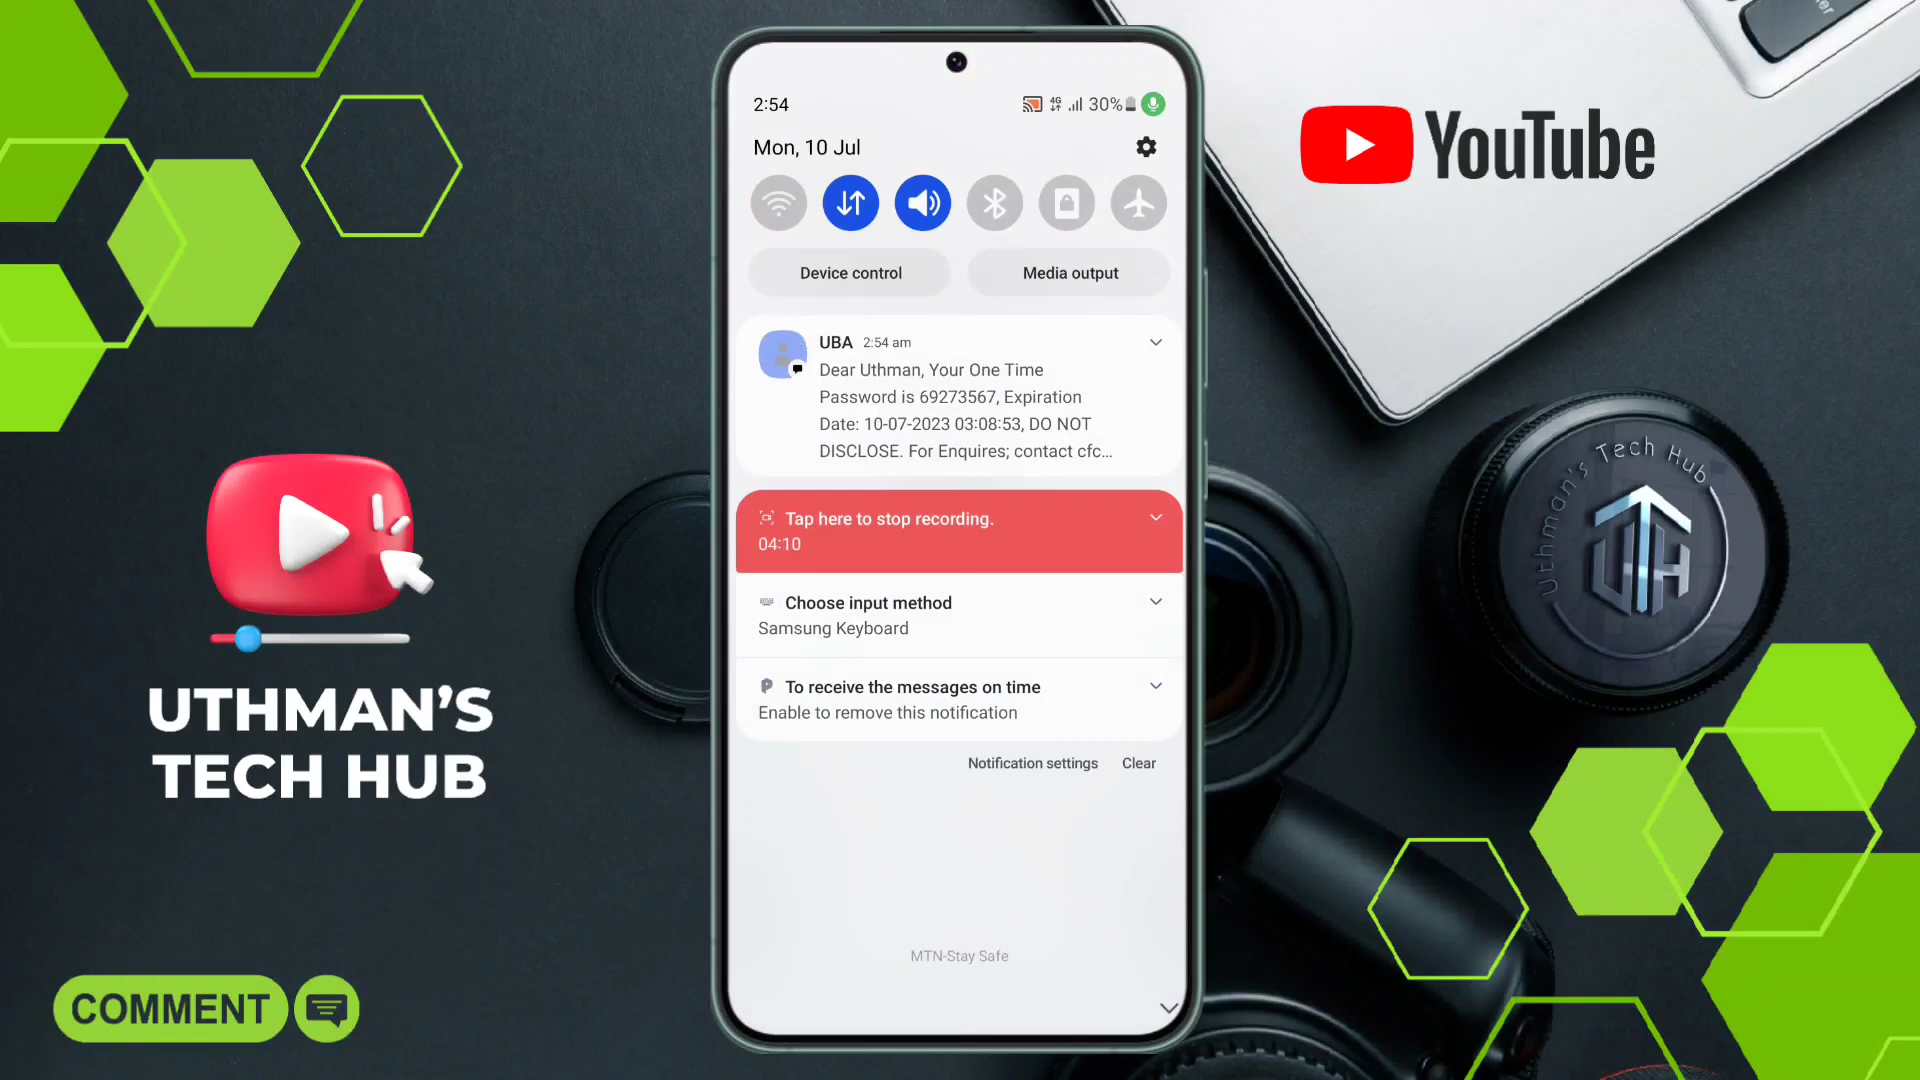 2:54
4G
30%
Mon, 10 Jul
Device control
Media output
UBA 2:54 am
Dear Uthman, Your One Time
Password is 69273567, Expiration
Date: 10-07-2023 03:08:53, DO NOT
DISCLOSE. For Enquires; contact cfc...
Tap here to stop recording.
04:10
Choose input method
Samsung Keyboard
To receive the messages on time
Enable to remove this notification
Notification settings
Clear
MTN-Stay Safe
YouTube
Uthman's Tech Hub
UTH
UTHMAN'S
TECH HUB
COMMENT